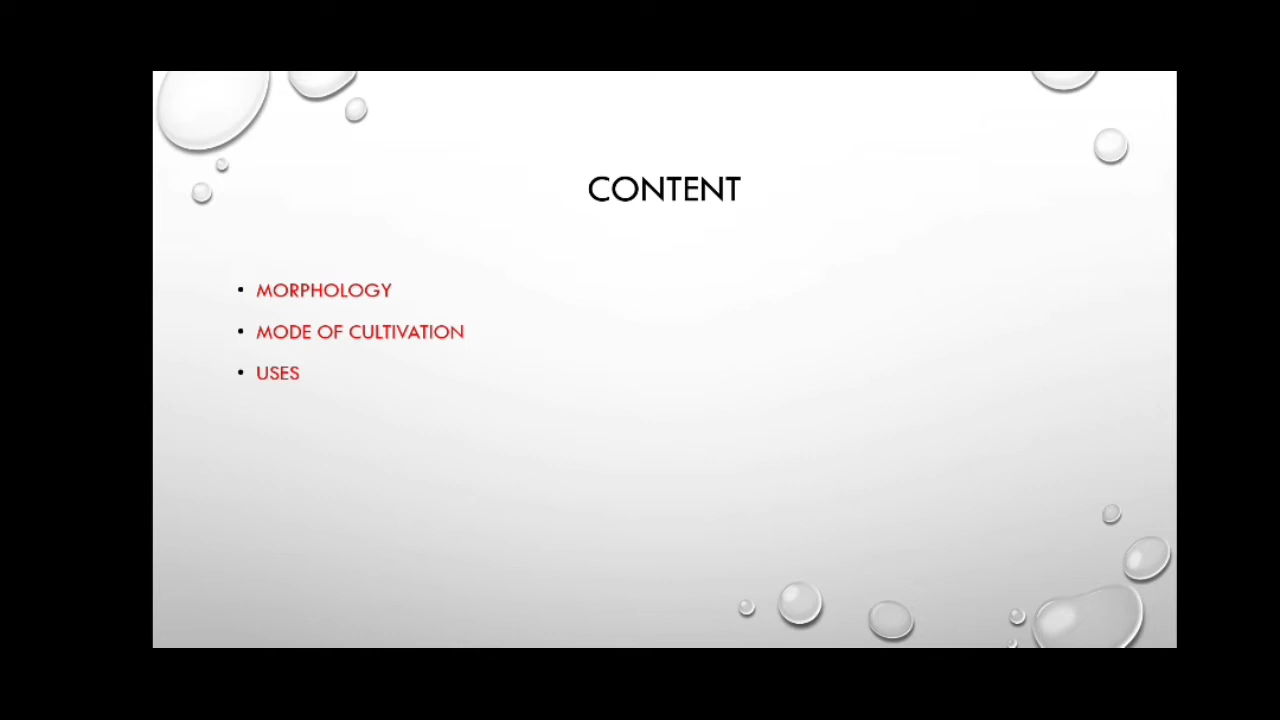 CONTENT
• MORPHOLOGY
• MODE OF CULTIVATION
• USES